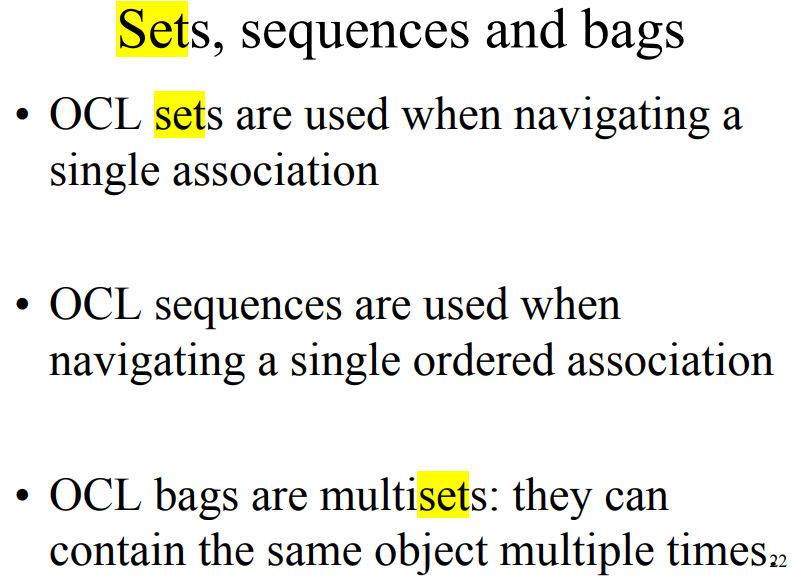 Sets, sequences and bags
• OCL sets are used when navigating a
single association
• OCL sequences are used when
navigating a single ordered association
• OCL bags are multisets: they can
contain the same object multiple times.
22